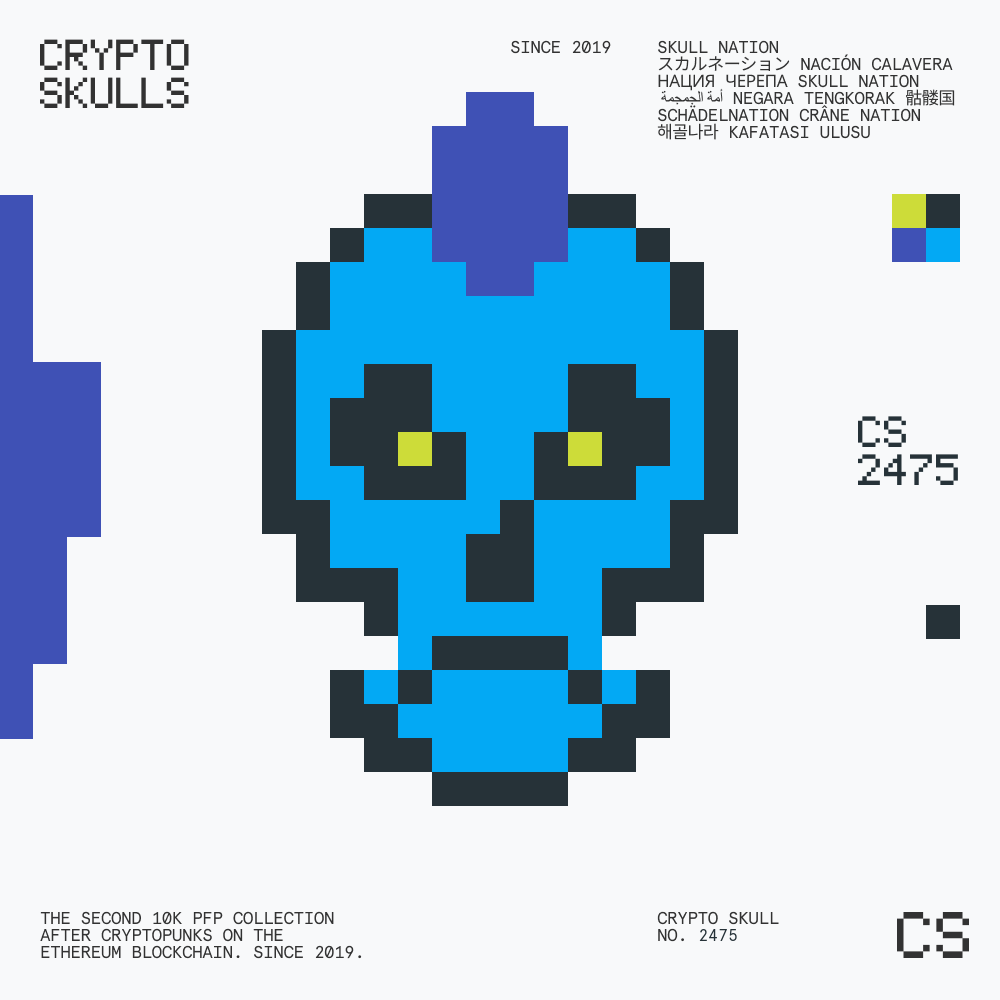 CRYPTO
SKULLS
SINCE 2019
SKULL NATION
スカルネーション NACIÓN CALAVERA
НАЦИЯ ЧЕРЕПА SKULL NATION
أمة الجمجمة NEGARA TENGKORAK 骷髅国
SCHÄDELNATION CRÂNE NATION
해골나라 KAFATASI ULUSU
CS
2475
THE SECOND 10K PFP COLLECTION
AFTER CRYPTOPUNKS ON THE
ETHEREUM BLOCKCHAIN. SINCE 2019.
CRYPTO SKULL
NO. 2475
CS